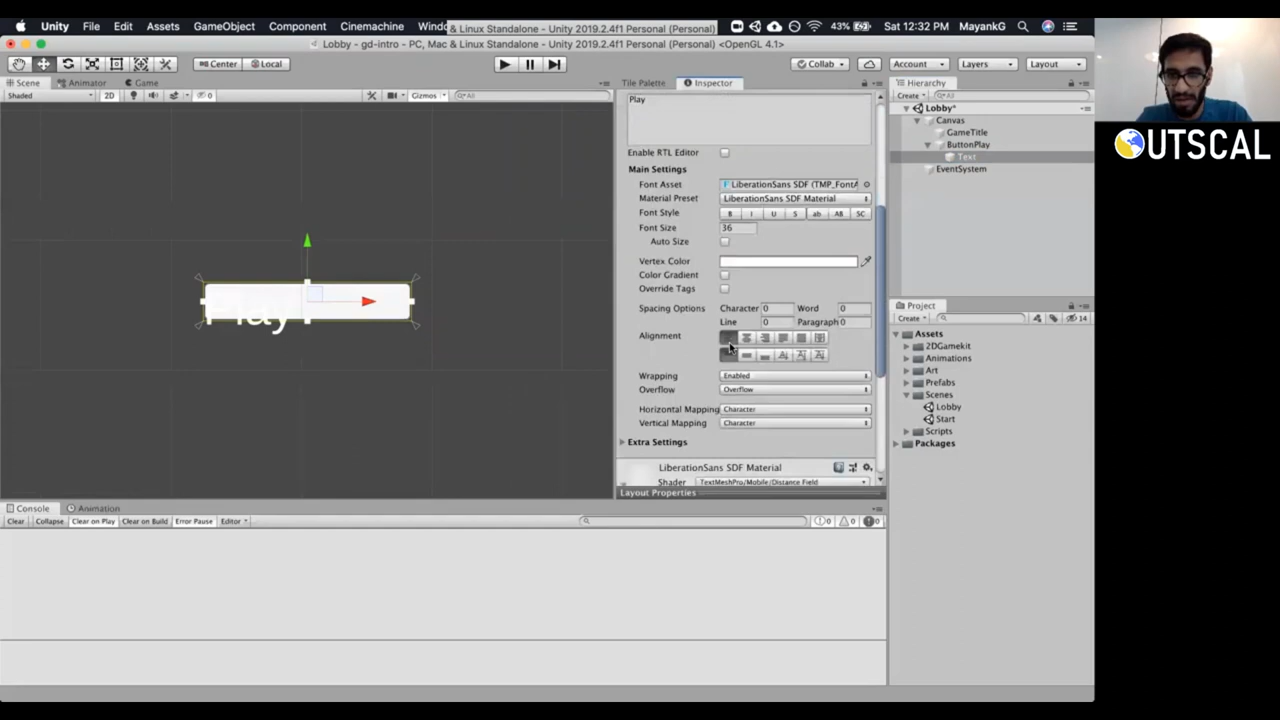 Unity File Edit Assets GameObject Component Cinemachine Windo & Linux Standalone - Unity 2019.2.4f1 Personal (Personal) 43% Sat 12:32 PM MayankG
Lobby - gd-intro - PC, Mac & Linux Standalone - Unity 2019.2.4f1 Personal (Personal) <OpenGL 4.1>
Center Local Collab Account Layers Layout
Scene Animator Game Tile Palette Inspector Hierarchy
Shaded 2D 0 Gizmos All Create All
Play
Lobby*
Canvas
GameTitle
ButtonPlay
Text
EventSystem
OUTSCAL
Enable RTL Editor
Main Settings
Font Asset LiberationSans SDF (TMP_FontA
Material Preset LiberationSans SDF Material
Font Style B I U S ab AB SC
Font Size 36
Auto Size
Vertex Color
Color Gradient
Override Tags
Spacing Options Character 0 Word 0
Line 0 Paragraph 0
Alignment
Wrapping Enabled
Overflow Overflow
Horizontal Mapping Character
Vertical Mapping Character
Extra Settings
LiberationSans SDF Material
Shader TextMeshPro/Mobile/Distance Field
Layout Properties
Play
Project
Create 14
Assets
2DGamekit
Animations
Art
Prefabs
Scenes
Lobby
Start
Scripts
Packages
Console Animation
Clear Collapse Clear on Play Clear on Build Error Pause Editor 0 0 0